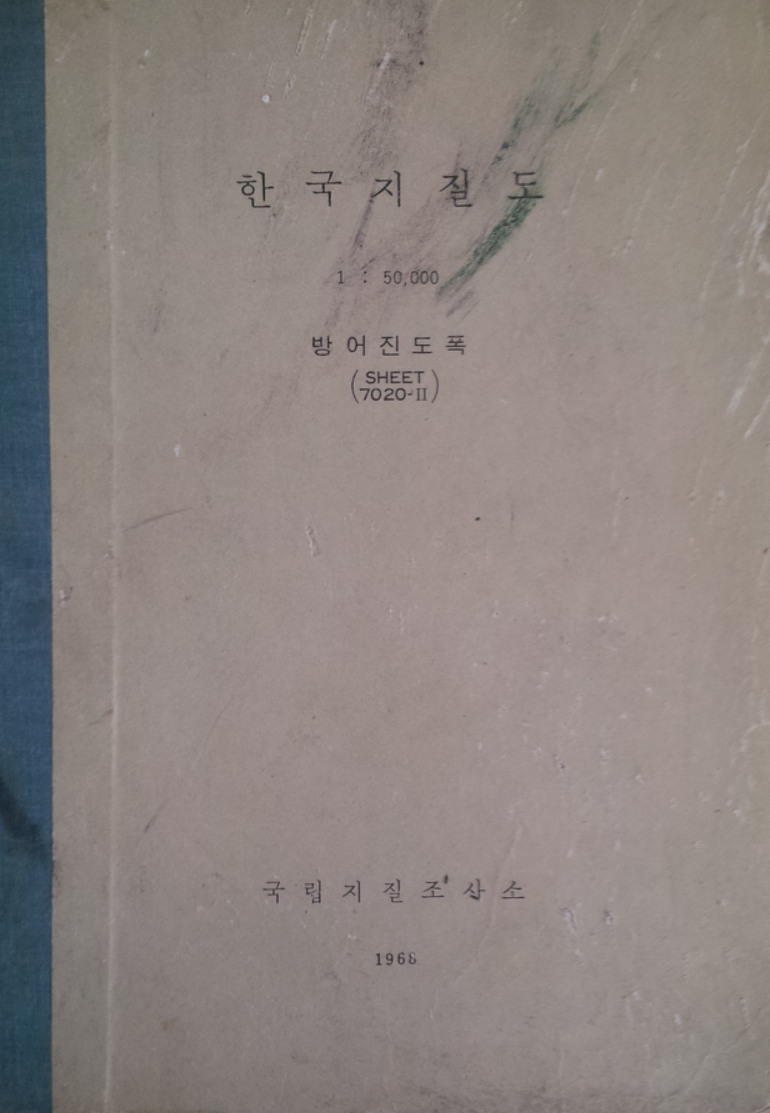 한국지질도
1 : 50,000
방어진도폭
(SHEET
7020-II)
국립지질조사소
1968